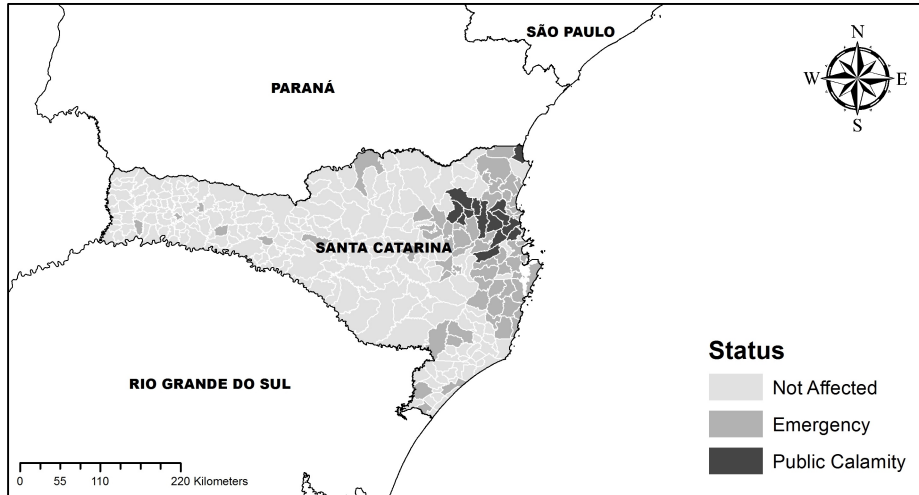 SÃO PAULO
N
W E
S
PARANÁ
SANTA CATARINA
RIO GRANDE DO SUL
Status
Not Affected
Emergency
Public Calamity
0 55 110 220 Kilometers